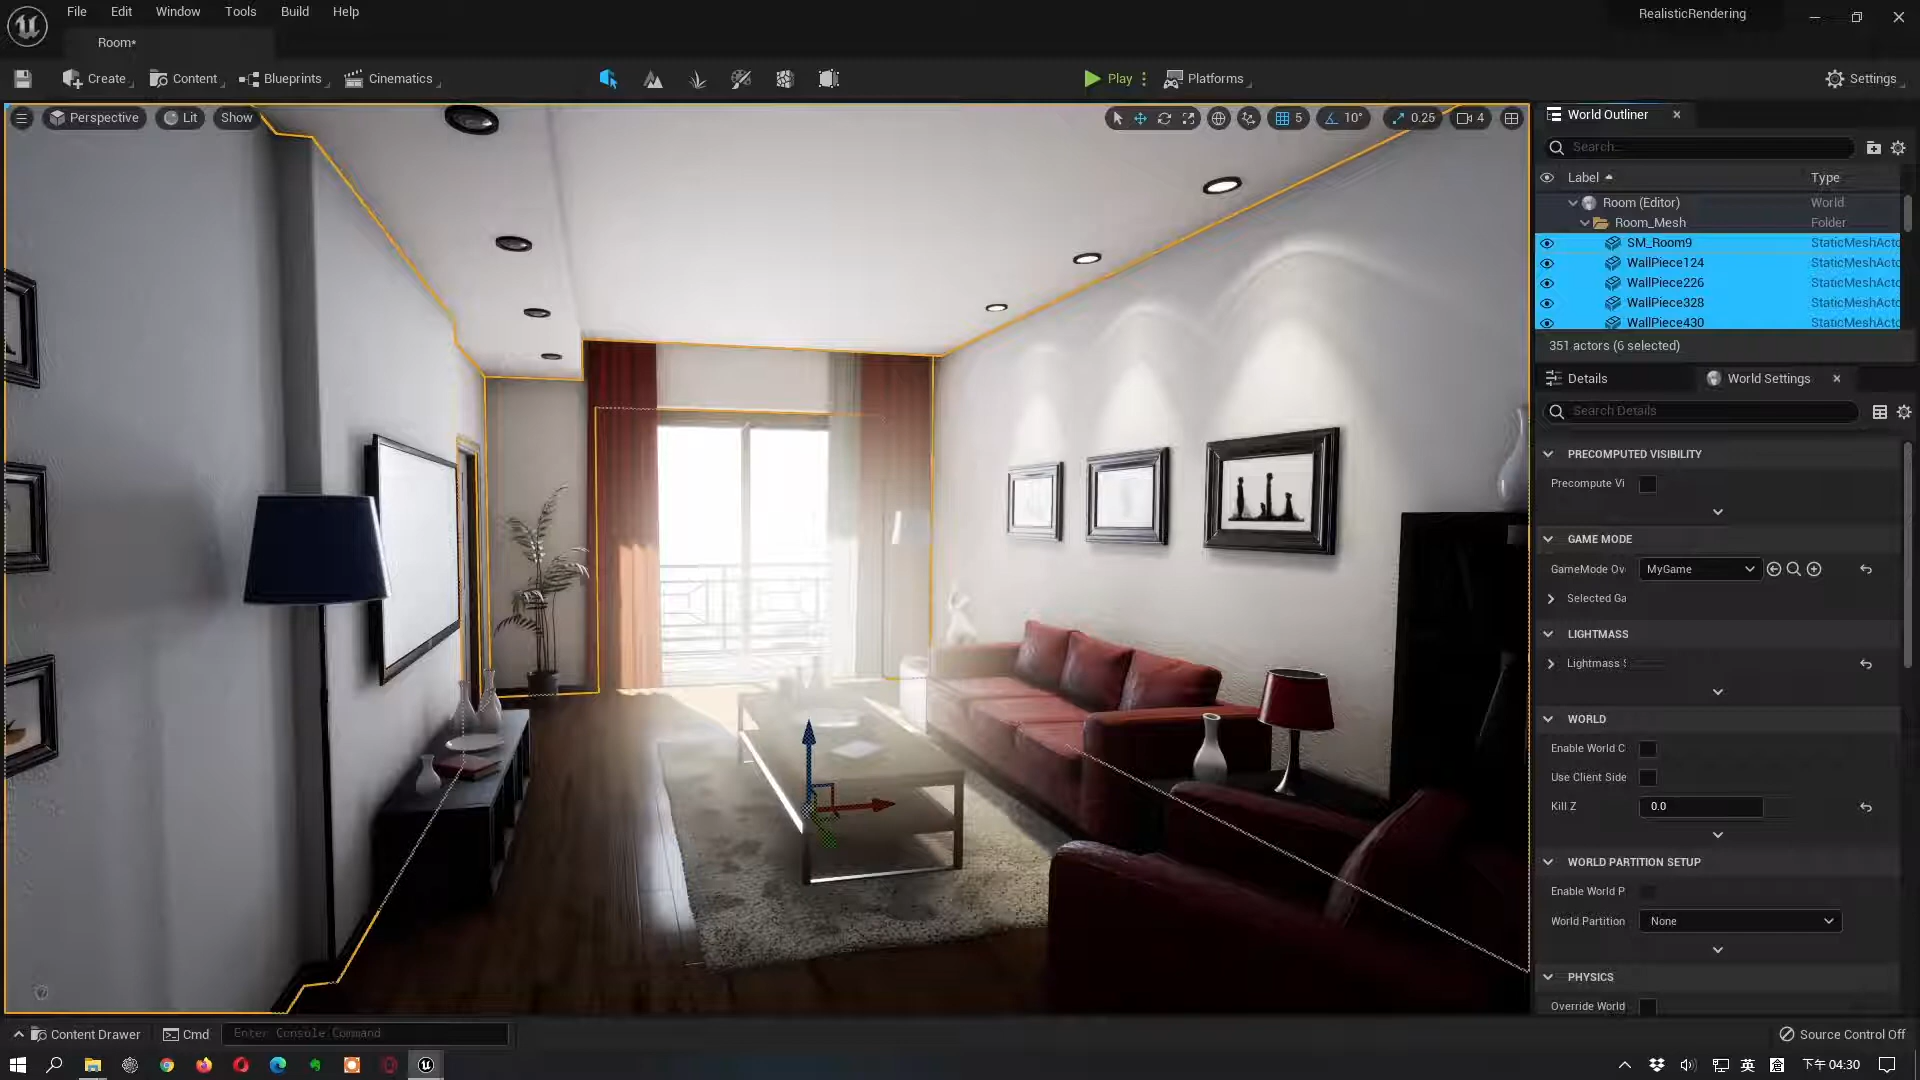 File Edit Window Tools Build Help
RealisticRendering
Room*
Create Content Blueprints Cinematics Play Platforms Settings
Perspective Lit Show 5 10° 0.25 4
World Outliner
Search...
Label Type
Room (Editor) World
Room_Mesh Folder
SM_Room9 StaticMeshActo
WallPiece124 StaticMeshActo
WallPiece226 StaticMeshActo
WallPiece328 StaticMeshActo
WallPiece430 StaticMeshActo
351 actors (6 selected)
Details World Settings
Search Details
PRECOMPUTED VISIBILITY
Precompute Vi
GAME MODE
GameMode Ov MyGame
Selected Ga
LIGHTMASS
Lightmass S
WORLD
Enable World C
Use Client Side
Kill Z 0.0
WORLD PARTITION SETUP
Enable World P
World Partition None
PHYSICS
Override World
Content Drawer Cmd Enter Console Command Source Control Off
英 下午 04:30